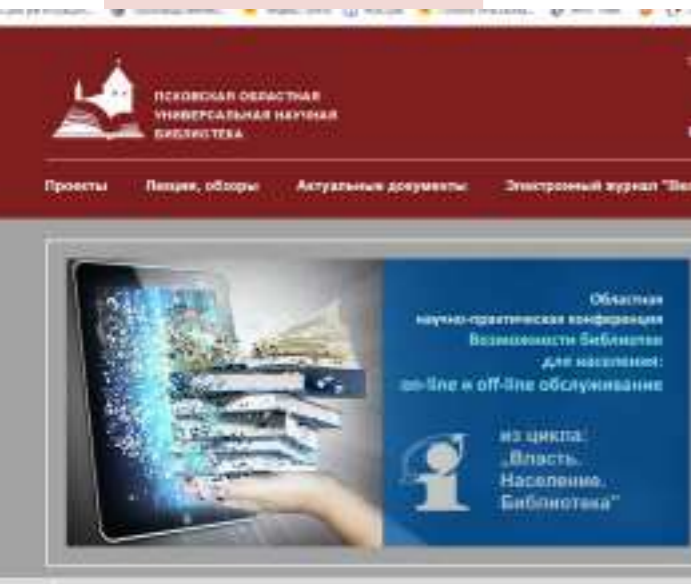 ПСКОВСКАЯ ОБЛАСТНАЯ
УНИВЕРСАЛЬНАЯ НАУЧНАЯ
БИБЛИОТЕКА
Проекты Лекции, обзоры Актуальные документы Электронный журнал
Областная
научно-практическая конференция
Возможности библиотек
для населения:
on-line и off-line обслуживание
из цикла:
„Власть.
Население.
Библиотека"